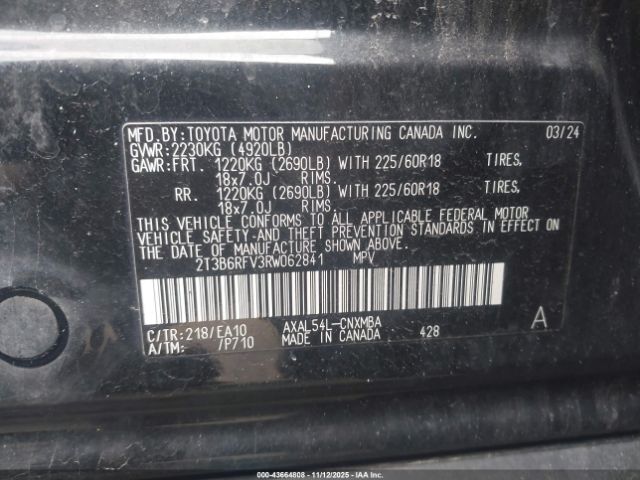 MFD.BY:TOYOTA MOTOR MANUFACTURING CANADA INC. 03/24
GVWR:2230KG (4920LB)
GAWR:FRT. 1220KG (2690LB) WITH 225/60R18 TIRES,
18x7.0J RIMS.
RR. 1220KG (2690LB) WITH 225/60R18 TIRES,
18x7.0J RIMS.
THIS VEHICLE CONFORMS TO ALL APPLICABLE FEDERAL MOTOR
VEHICLE SAFETY AND THEFT PREVENTION STANDARDS IN EFFECT ON
THE DATE OF MANUFACTURE SHOWN ABOVE.
2T3B6RFV3RW062841 MPV
C/TR:218/EA10 AXAL54L-CNXMBA A
A/TM: /P710 MADE IN CANADA 428
© IAAI 2025 - 43664808 - 11/12/2025 - IAA, Inc.